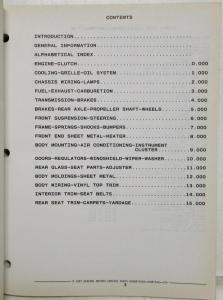 CONTENTS
INTRODUCTION
GENERAL INFORMATION
ALPHABETICAL INDEX
ENGINE-CLUTCH 0.000
COOLING-GRILLE-OIL SYSTEM 1.000
CHASSIS WIRING-LAMPS 2.000
FUEL-EXHAUST-CARBURETION 3.000
TRANSMISSION-BRAKES 4.000
BRAKES-REAR AXLE-PROPELLER SHAFT-WHEELS 5.000
FRONT SUSPENSION-STEERING 6.000
FRAME-SPRINGS-SHOCKS-BUMPERS 7.000
FRONT END SHEET METAL-HEATER 8.000
BODY MOUNTING-AIR CONDITIONING-INSTRUMENT
CLUSTER 9.000
DOORS-REGULATORS-WINDSHIELD-WIPER-WASHER 10.000
REAR GLASS-SEAT PARTS-ADJUSTER 11.000
BODY MOLDINGS-SHEET METAL 12.000
BODY WIRING-VINYL TOP TRIM 13.000
INTERIOR TRIM-SEAT BELTS 14.000
REAR SEAT TRIM-CARPETS-YARDAGE 15.000